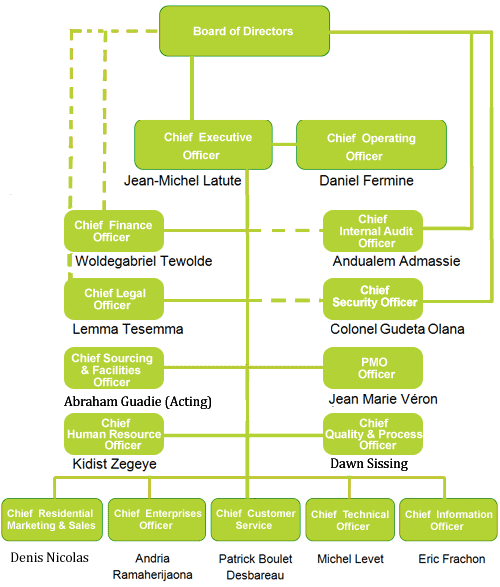 Board of Directors
Chief Executive
Officer
Chief Operating
Officer
Jean-Michel Latute
Daniel Fermine
Chief Finance
Officer
Chief
Internal Audit
Officer
Woldegabriel Tewolde
Andualem Admassie
Chief Legal
Officer
Chief
Security Officer
Lemma Tesemma
Colonel Gudeta Olana
Chief Sourcing
& Facilities
Officer
PMO
Officer
Abraham Guadie (Acting)
Jean Marie Véron
Chief
Human Resource
Officer
Chief
Quality & Process
Officer
Kidist Zegeye
Dawn Sissing
Chief Residential
Marketing & Sales
Chief Enterprises
Officer
Chief Customer
Service
Chief Technical
Officer
Chief Information
Officer
Denis Nicolas
Andria
Ramaherijaona
Patrick Boulet
Desbareau
Michel Levet
Eric Frachon